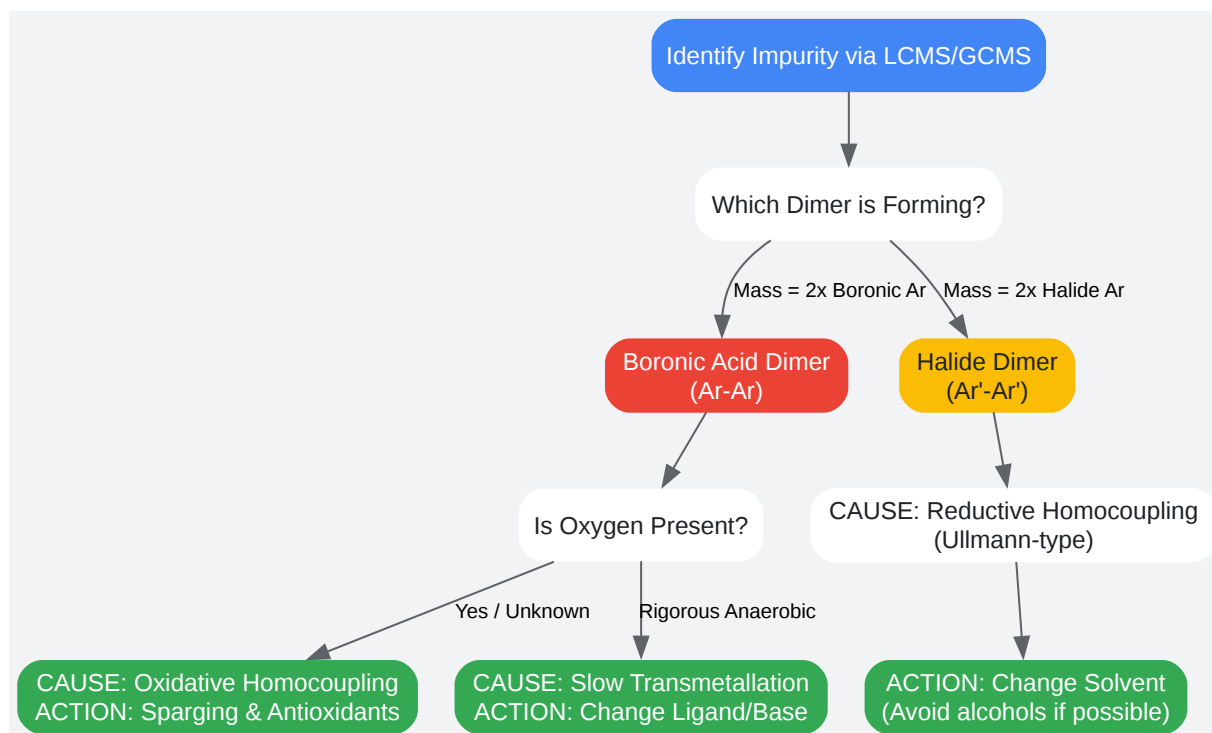 Identify Impurity via LCMS/GCMS
Which Dimer is Forming?
Mass = 2x Boronic Ar
Mass = 2x Halide Ar
Boronic Acid Dimer
(Ar-Ar)
Halide Dimer
(Ar'-Ar')
Is Oxygen Present?
CAUSE: Reductive Homocoupling
(Ullmann-type)
Yes / Unknown
Rigorous Anaerobic
CAUSE: Oxidative Homocoupling
ACTION: Sparging & Antioxidants
CAUSE: Slow Transmetallation
ACTION: Change Ligand/Base
ACTION: Change Solvent
(Avoid alcohols if possible)